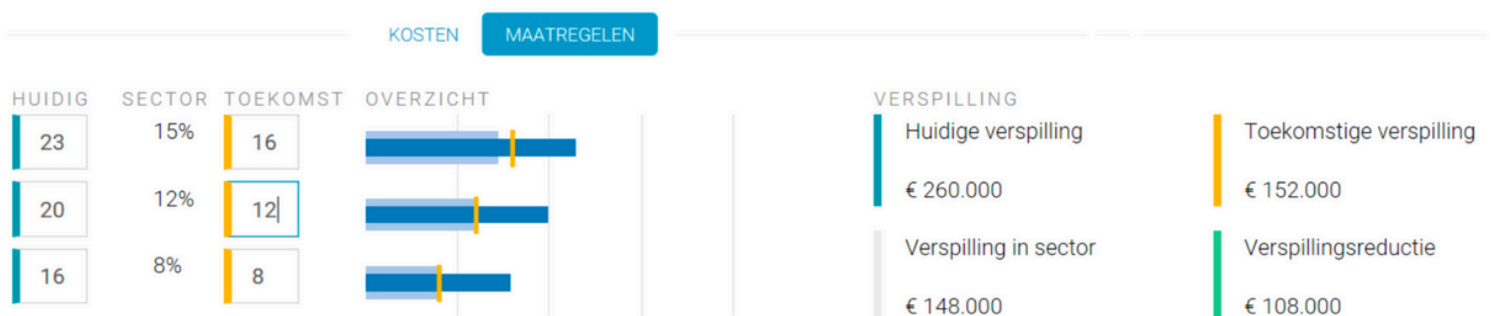 KOSTEN MAATREGELEN
HUIDIG SECTOR TOEKOMST OVERZICHT
23 15% 16
20 12% 12
16 8% 8
VERSPILLING
Huidige verspilling
€ 260.000
Toekomstige verspilling
€ 152.000
Verspilling in sector
€ 148.000
Verspillingsreductie
€ 108.000